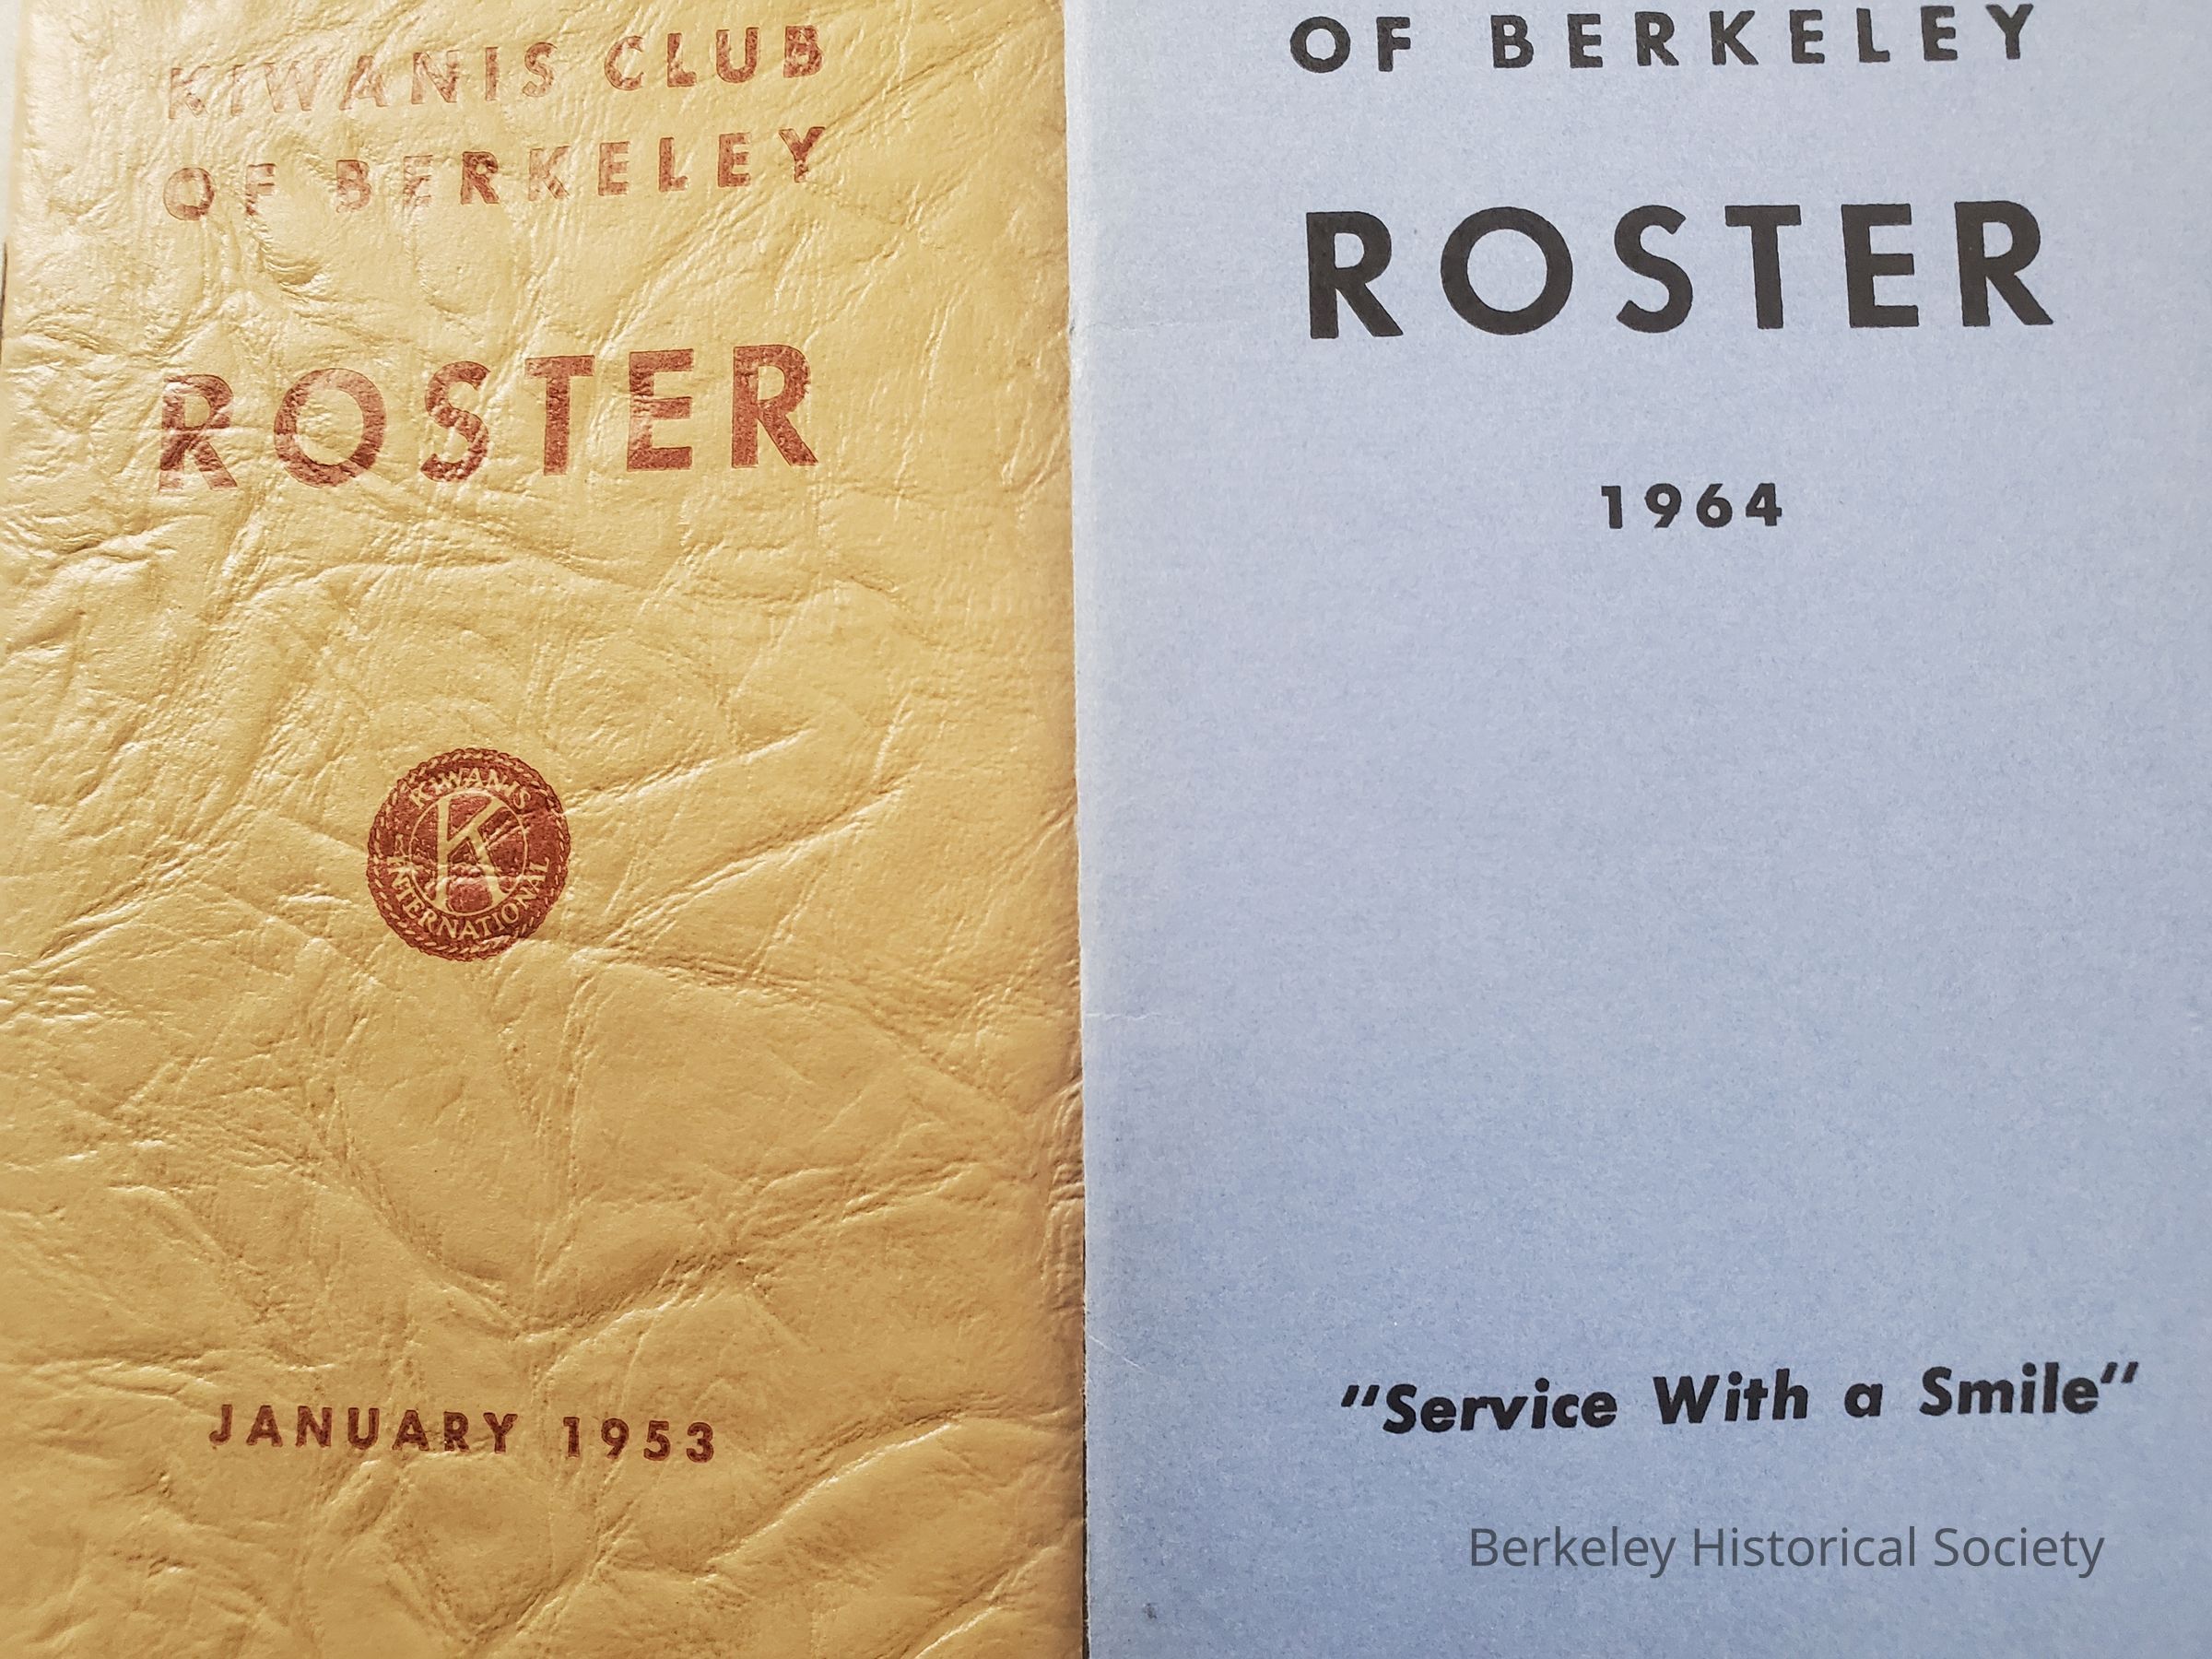 KIWANIS CLUB
OF BERKELEY
ROSTER
KIWANIS
K
INTERNATIONAL
JANUARY 1953
OF BERKELEY
ROSTER
1964
"Service With a Smile"
Berkeley Historical Society